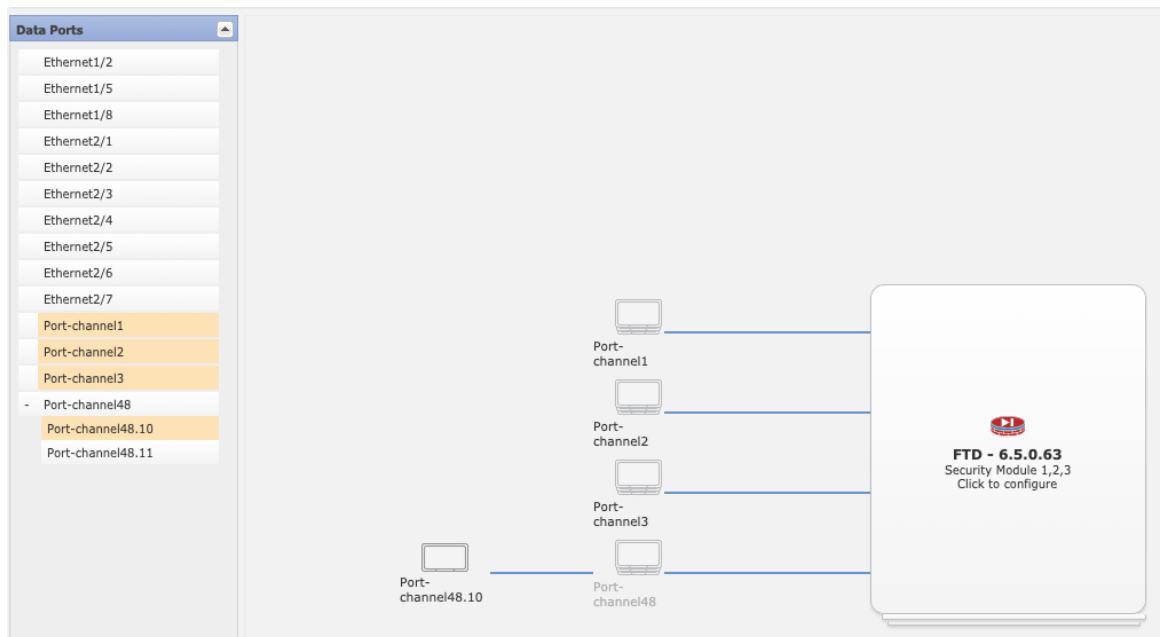 Data Ports
Ethernet1/2
Ethernet1/5
Ethernet1/8
Ethernet2/1
Ethernet2/2
Ethernet2/3
Ethernet2/4
Ethernet2/5
Ethernet2/6
Ethernet2/7
Port-channel1
Port-channel2
Port-channel3
- Port-channel48
Port-channel48.10
Port-channel48.11
Port-
channel1
Port-
channel2
Port-
channel3
Port-
channel48.10
Port-
channel48
FTD - 6.5.0.63
Security Module 1,2,3
Click to configure